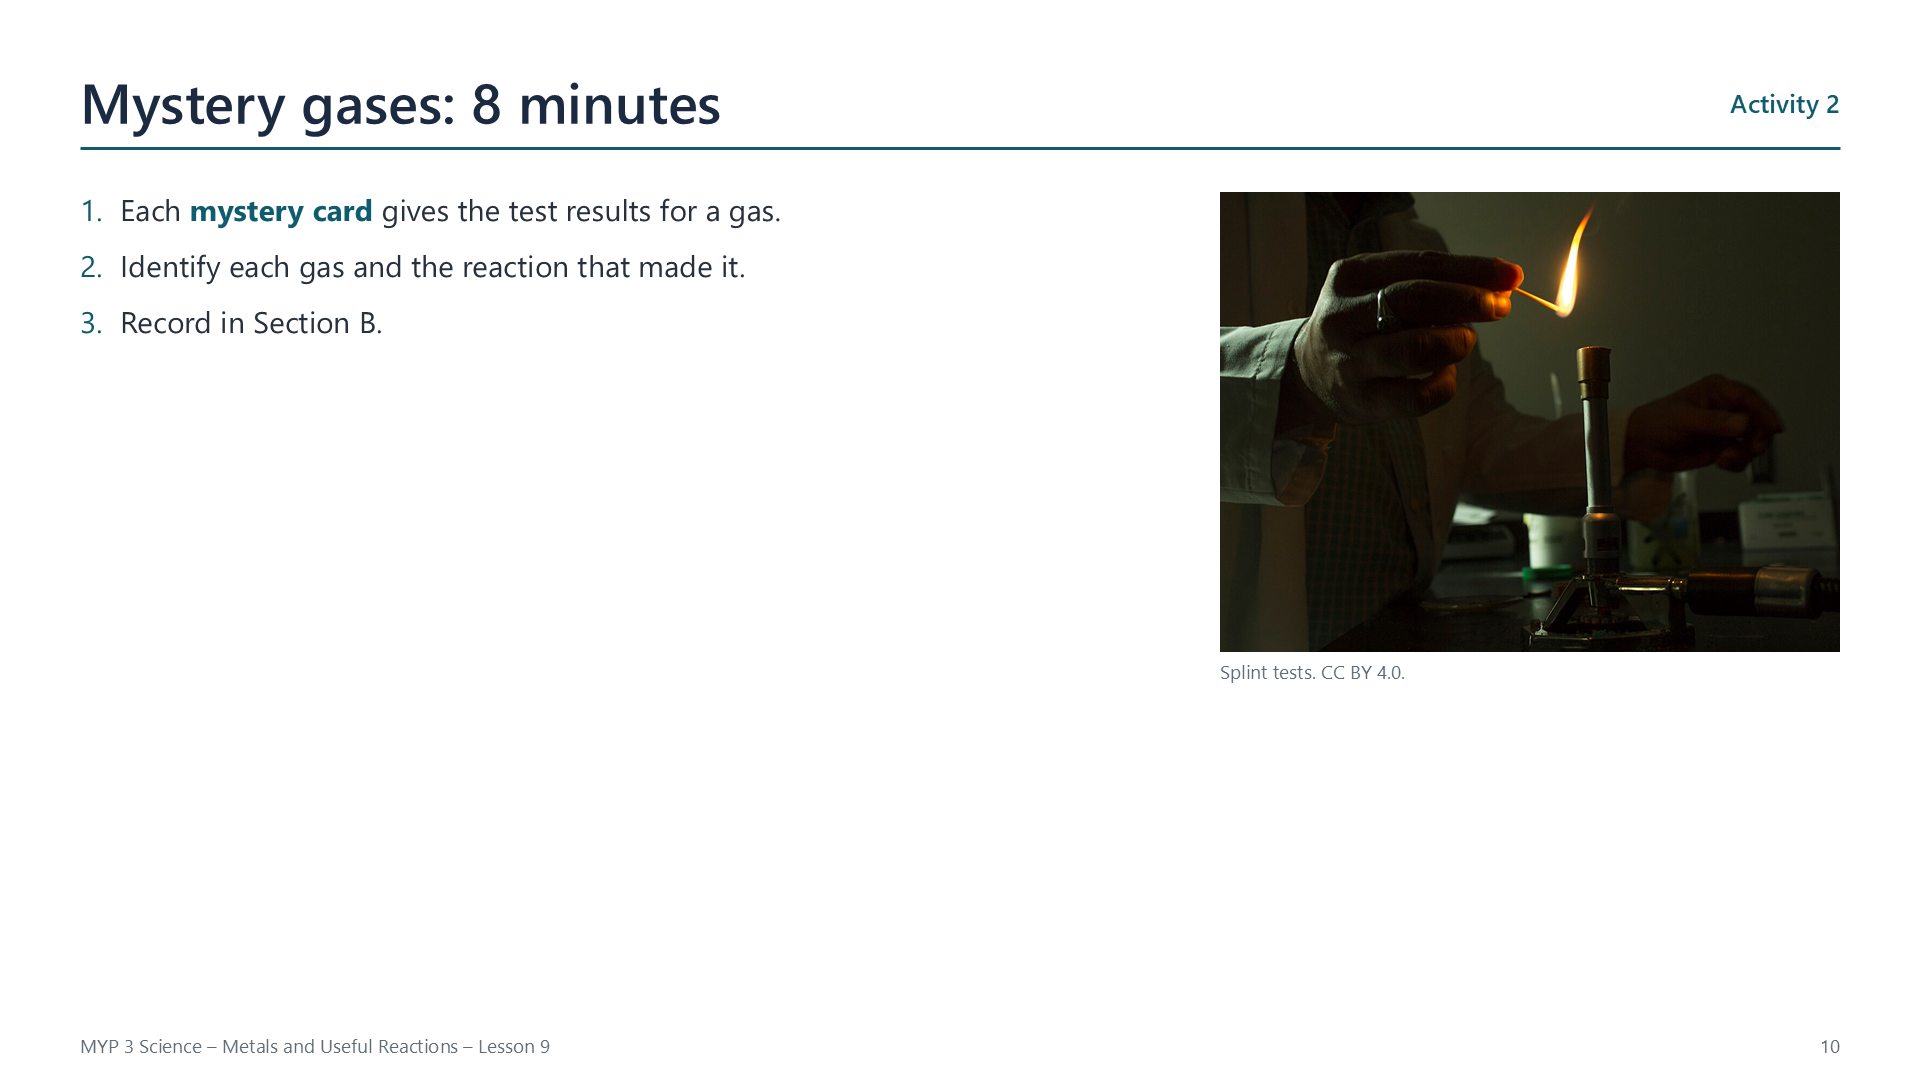 Mystery gases: 8 minutes
Activity 2
1. Each mystery card gives the test results for a gas.
2. Identify each gas and the reaction that made it.
3. Record in Section B.
Splint tests. CC BY 4.0.
MYP 3 Science – Metals and Useful Reactions – Lesson 9
10